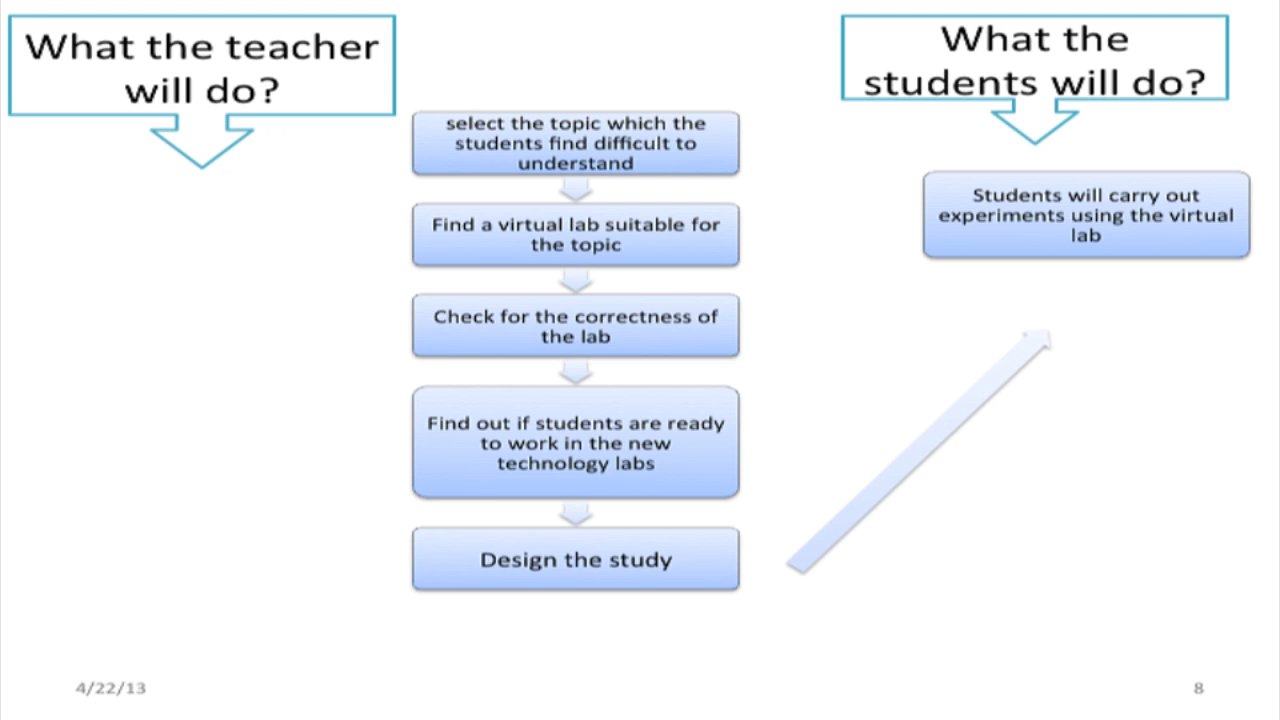 What the teacher
will do?
What the
students will do?
select the topic which the
students find difficult to
understand
Find a virtual lab suitable for
the topic
Check for the correctness of
the lab
Find out if students are ready
to work in the new
technology labs
Design the study
Students will carry out
experiments using the virtual
lab
4/22/13
8